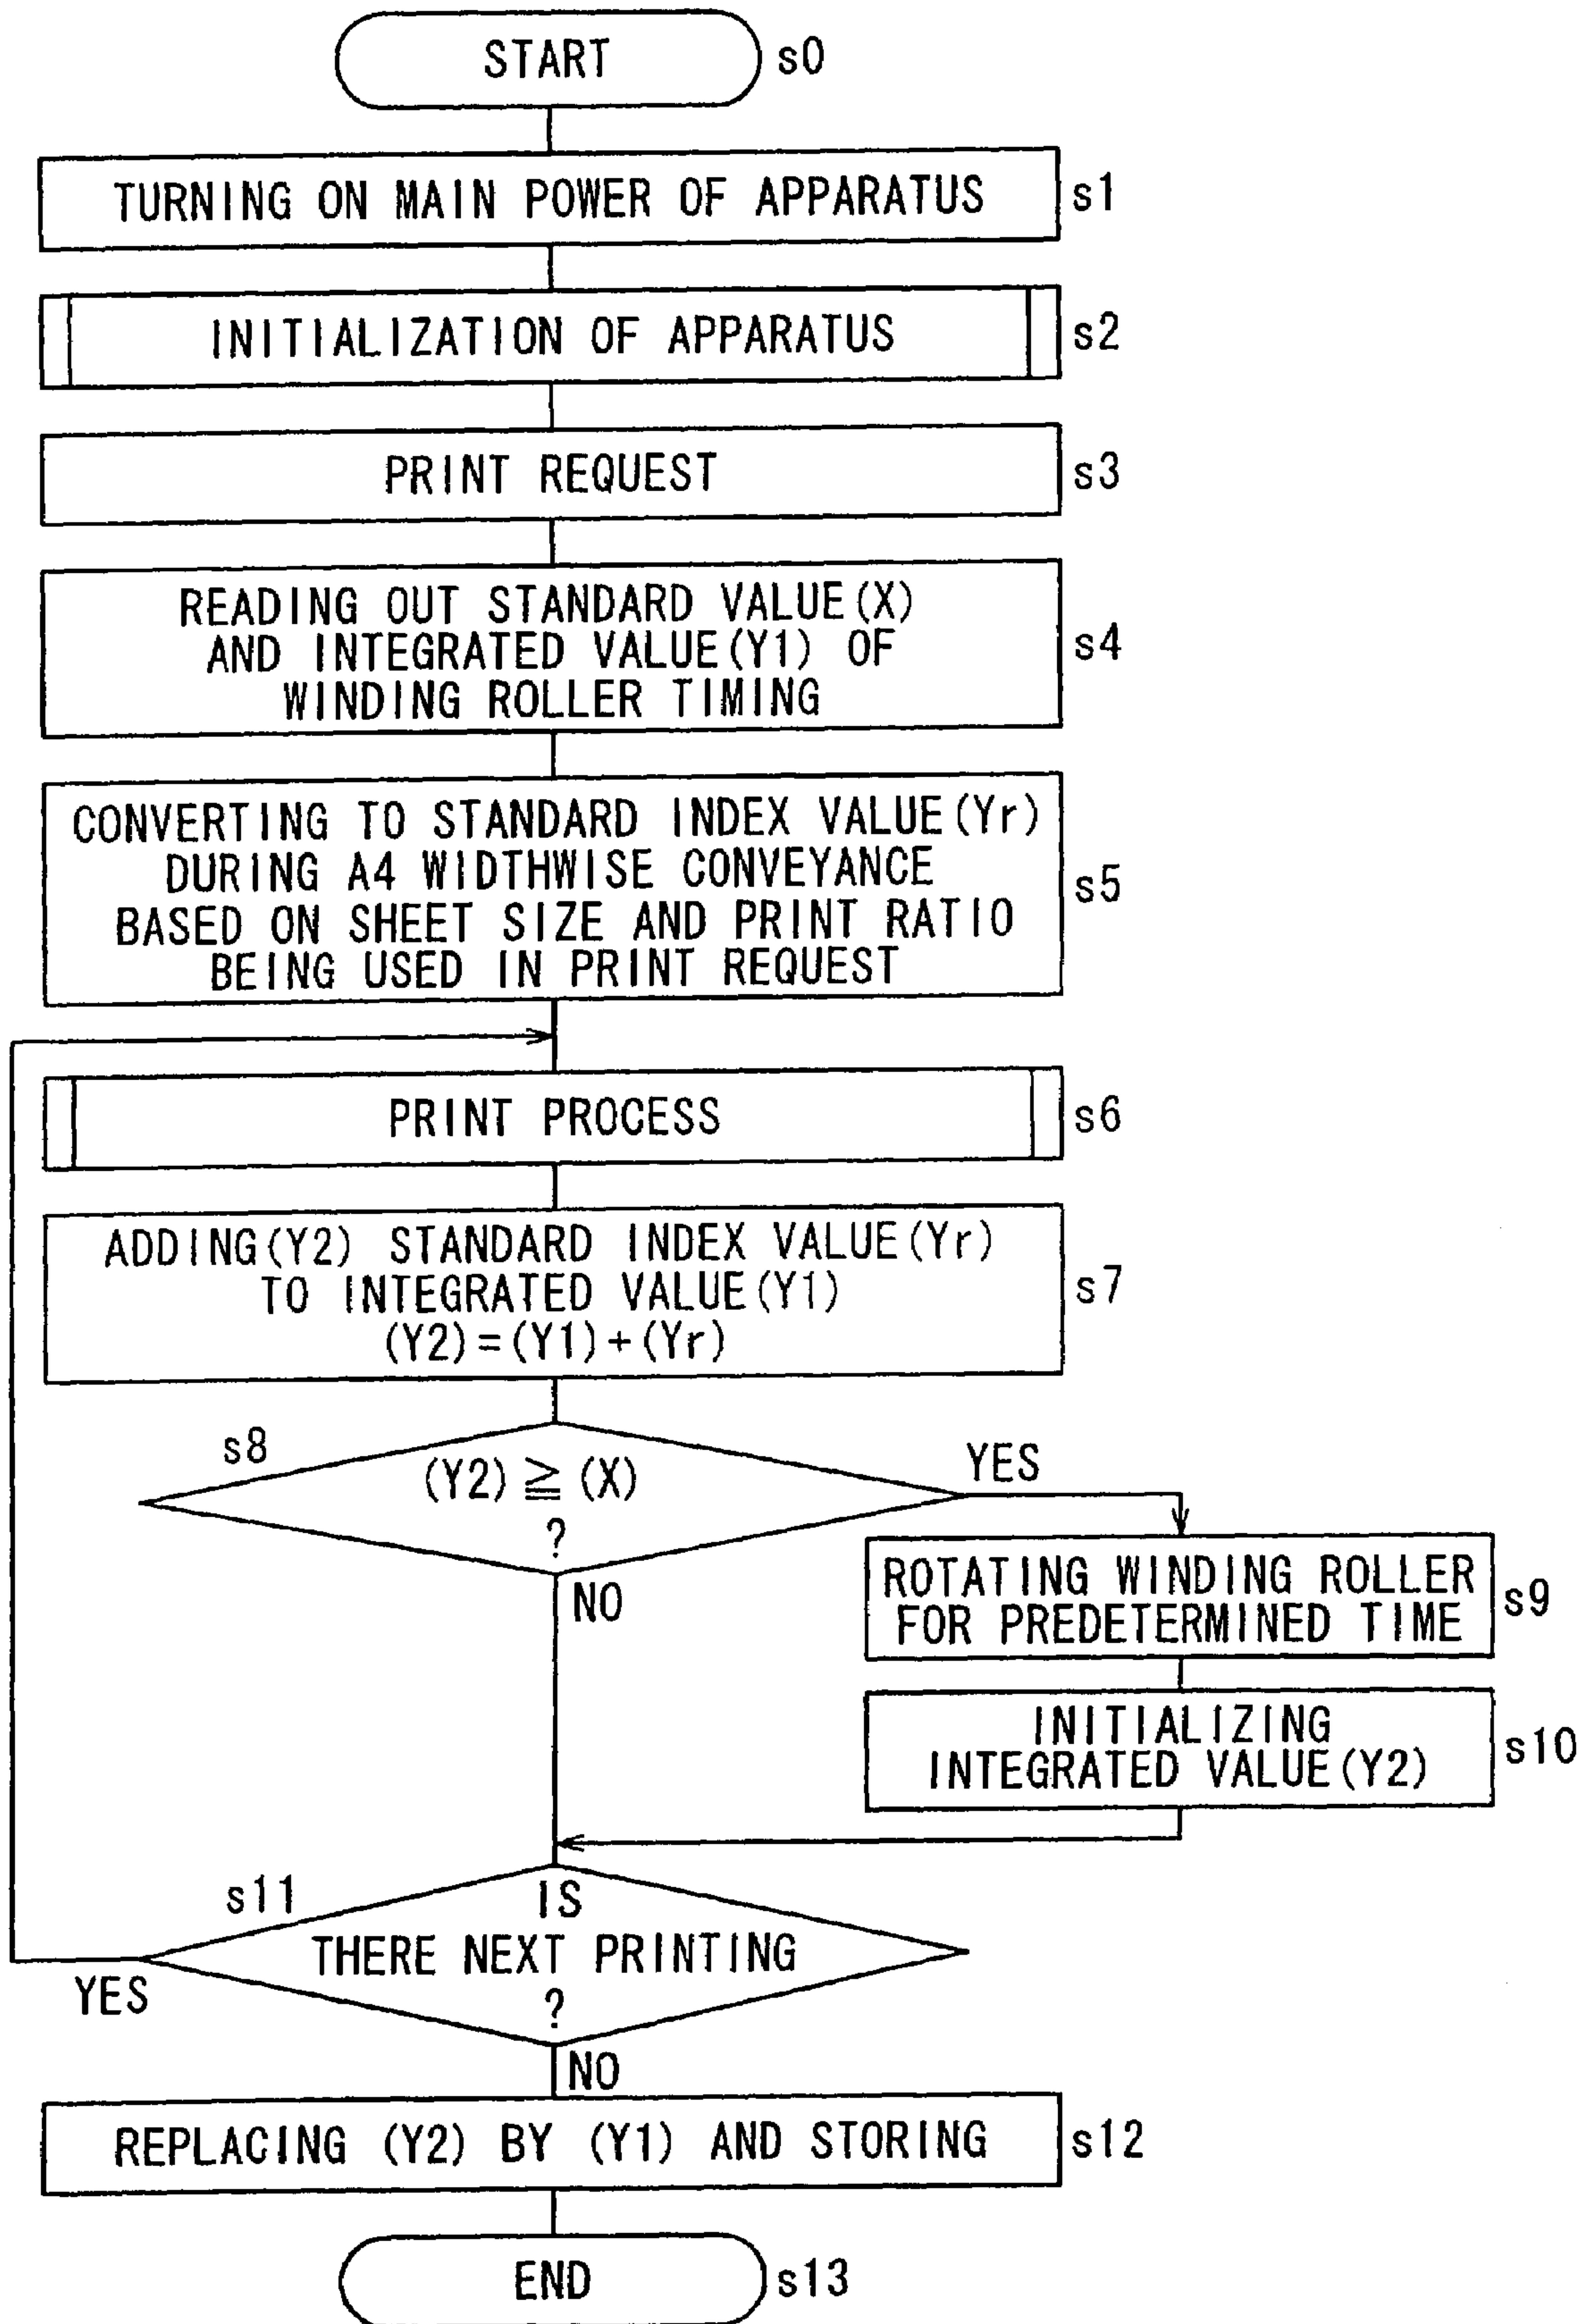 START s0
TURNING ON MAIN POWER OF APPARATUS s1
INITIALIZATION OF APPARATUS s2
PRINT REQUEST s3
READING OUT STANDARD VALUE(X)
AND INTEGRATED VALUE(Y1) OF s4
WINDING ROLLER TIMING
CONVERTING TO STANDARD INDEX VALUE(Yr)
DURING A4 WIDTHWISE CONVEYANCE s5
BASED ON SHEET SIZE AND PRINT RATIO
BEING USED IN PRINT REQUEST
PRINT PROCESS s6
ADDING(Y2) STANDARD INDEX VALUE(Yr)
TO INTEGRATED VALUE(Y1) s7
(Y2)=(Y1)+(Yr)
s8
(Y2)≧(X) YES
?
NO
ROTATING WINDING ROLLER s9
FOR PREDETERMINED TIME
INITIALIZING s10
INTEGRATED VALUE(Y2)
s11 IS
THERE NEXT PRINTING
YES ?
NO
REPLACING (Y2) BY (Y1) AND STORING s12
END s13